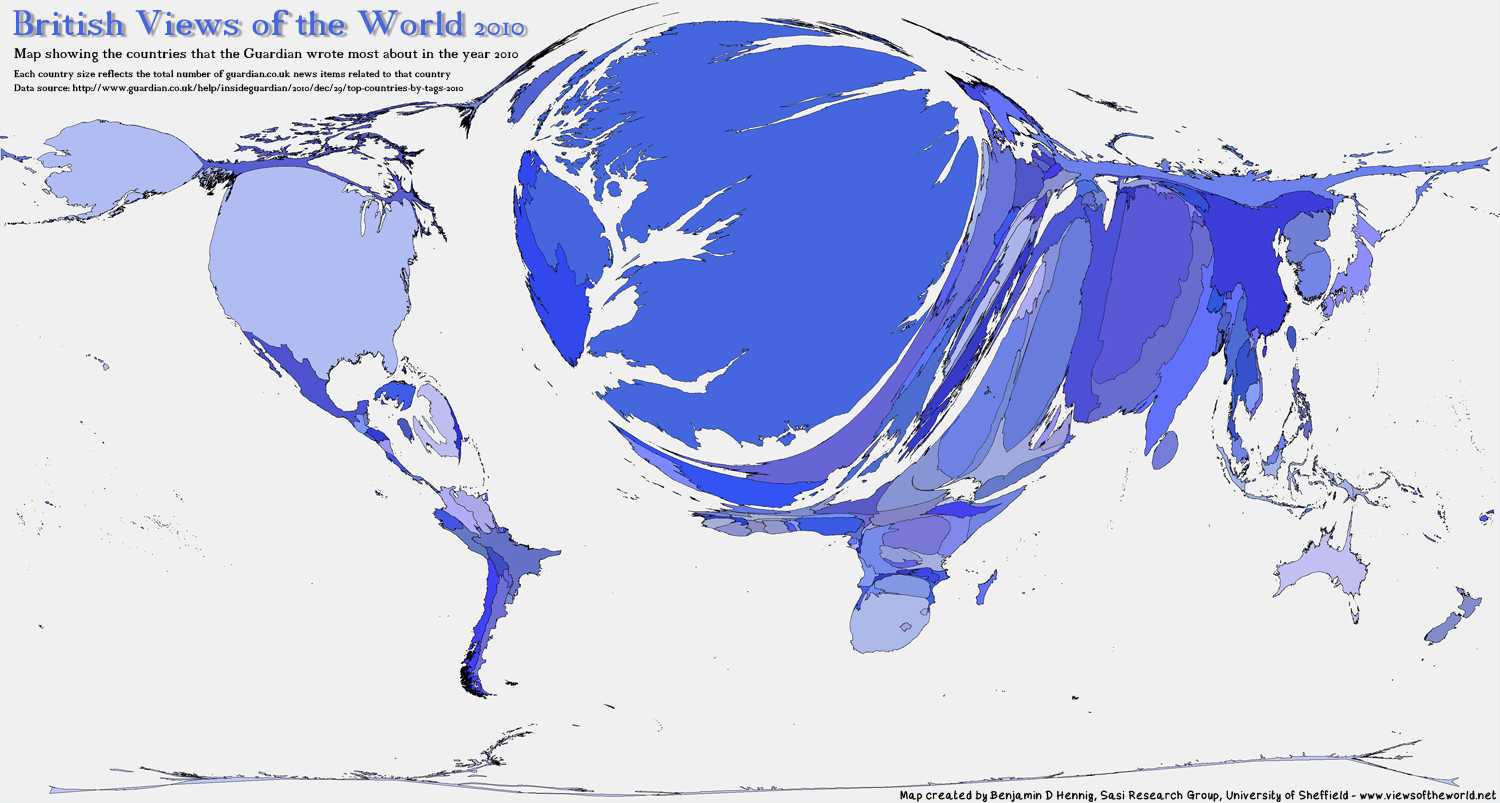 British Views of the World 2010
Map showing the countries that the Guardian wrote most about in the year 2010
Each country size reflects the total number of guardian.co.uk news items related to that country
Data source: http://www.guardian.co.uk/help/insideguardian/2010/dec/29/top-countries-by-tags-2010
Map created by Benjamin D Hennig, Sasi Research Group, University of Sheffield - www.viewsoftheworld.net